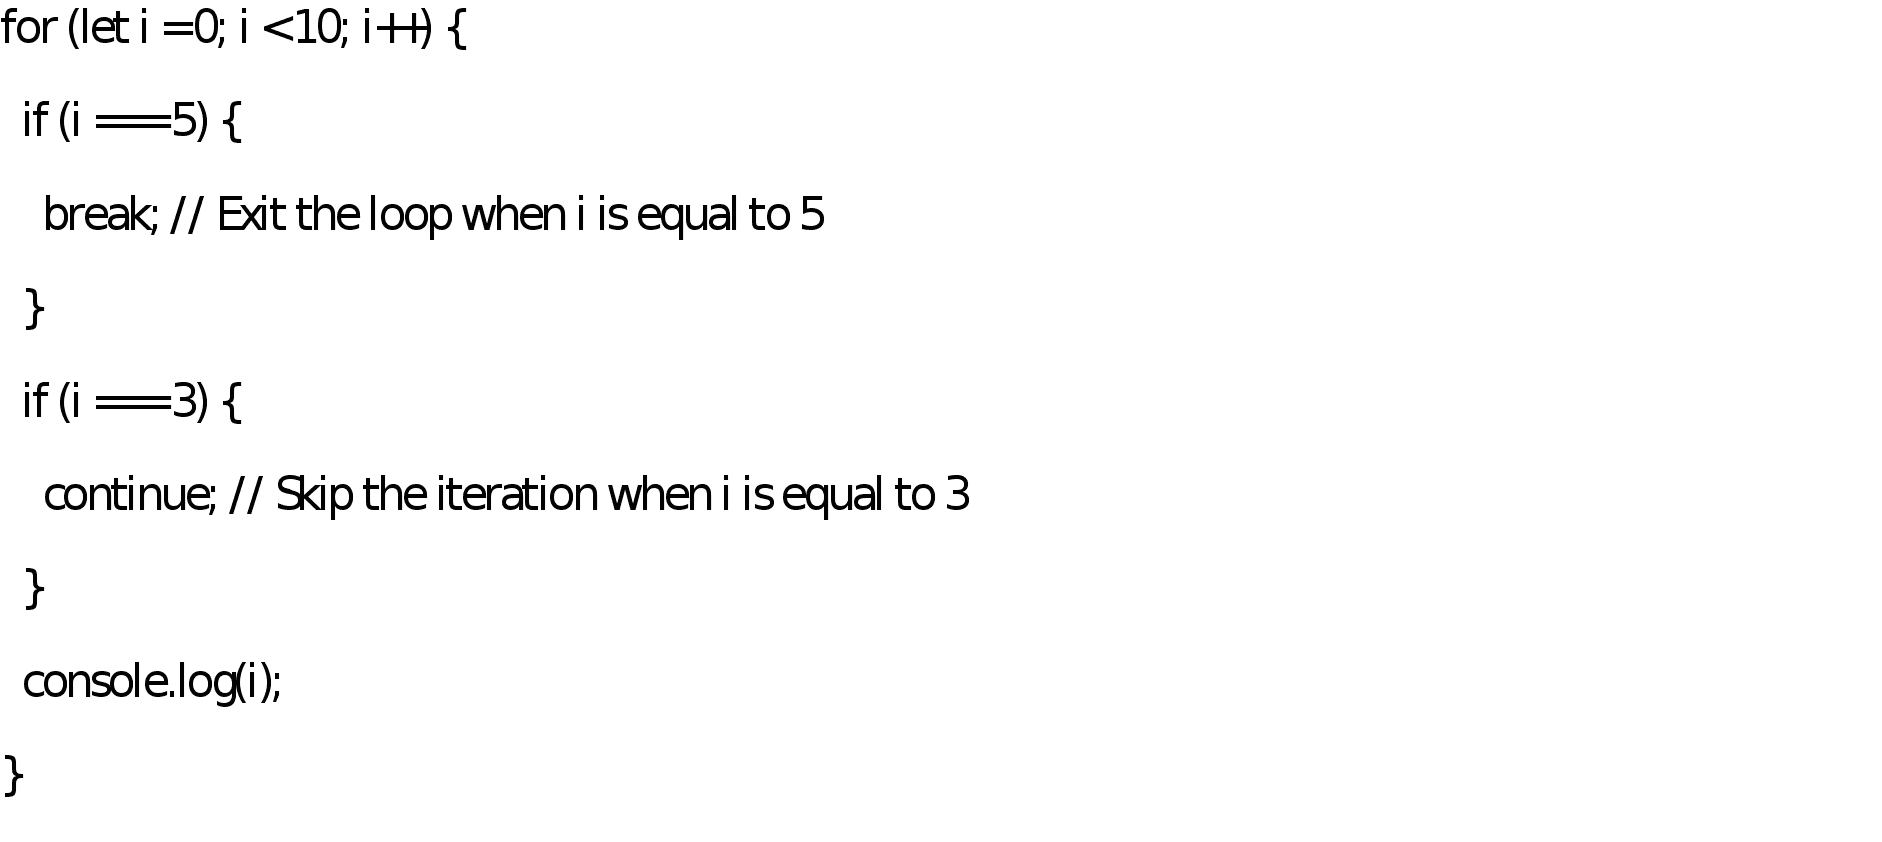 for (let i = 0; i < 10; i++) {
if (i === 5) {
break; // Exit the loop when i is equal to 5
}
if (i === 3) {
continue; // Skip the iteration when i is equal to 3
}
console.log(i);
}